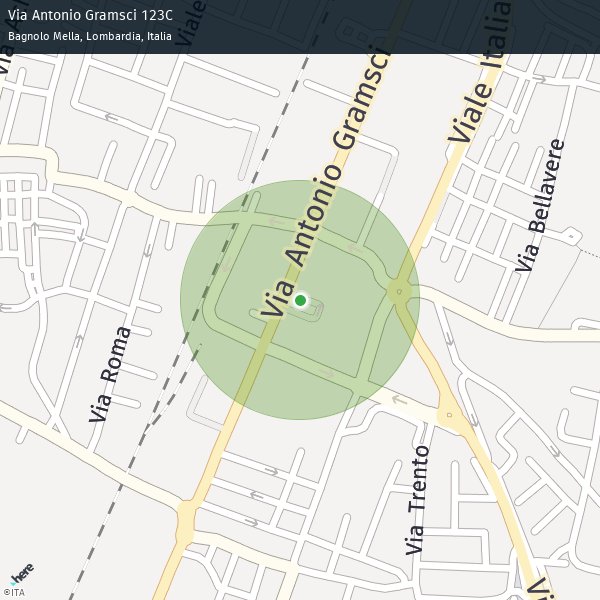 Via Antonio Gramsci 123C
Bagnolo Mella, Lombardia, Italia
Viale
Via Antonio Gramsci
Viale Italia
Via Bellavere
Via Roma
Via Trento
here
©ITA